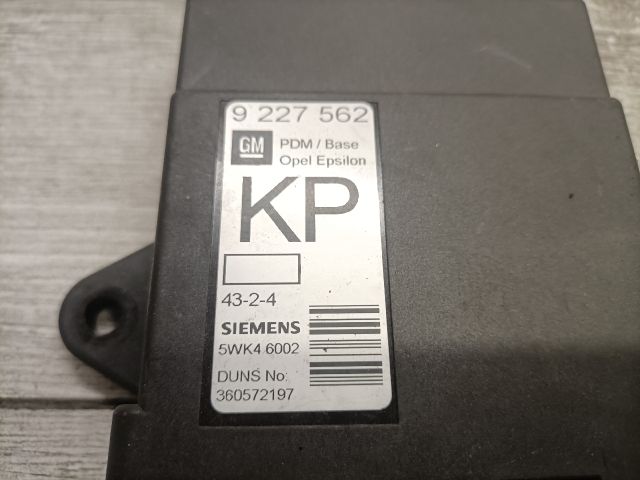 9 227 562
GM
PDM / Base
Opel Epsilon
KP
43-2-4
SIEMENS
5WK4 6002
DUNS No:
360572197